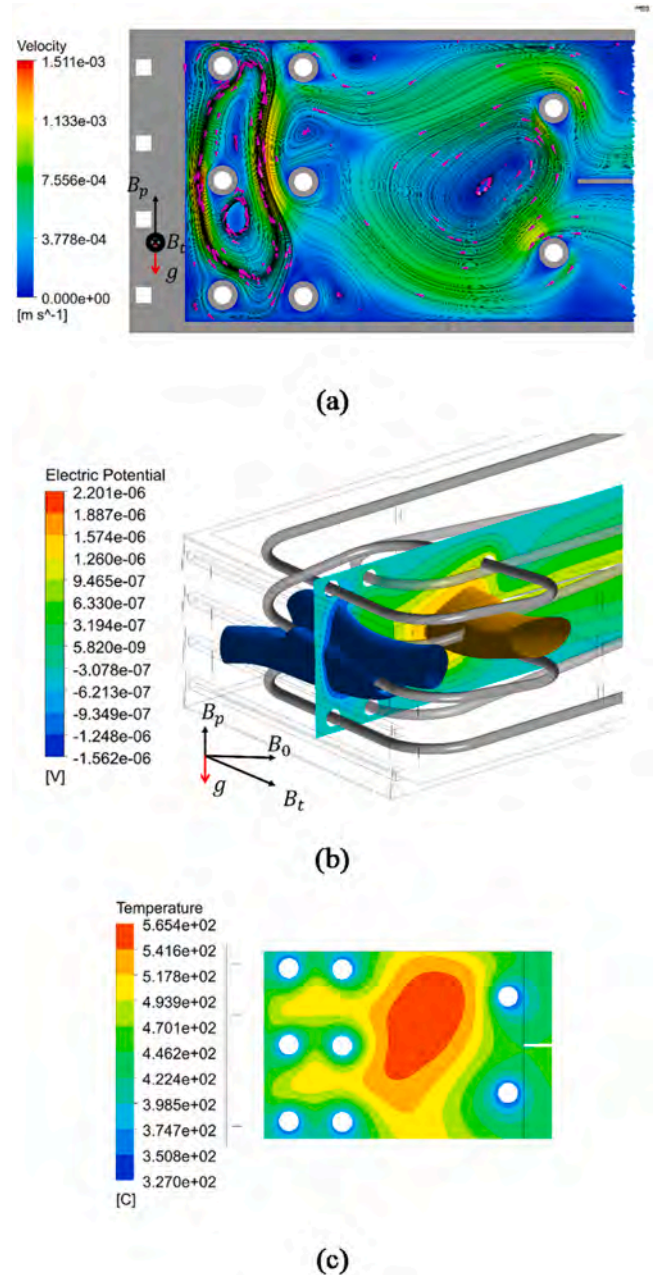 Velocity
1.511e-03
1.133e-03
7.556e-04
3.778e-04
0.000e+00
[m s^-1]
B_p
B_t
g
(a)
Electric Potential
2.201e-06
1.887e-06
1.574e-06
1.260e-06
9.465e-07
6.330e-07
3.194e-07
5.820e-09
-3.078e-07
-6.213e-07
-9.349e-07
-1.248e-06
-1.562e-06
[V]
B_p
B_0
g
B_t
(b)
Temperature
5.654e+02
5.416e+02
5.178e+02
4.939e+02
4.701e+02
4.462e+02
4.224e+02
3.985e+02
3.747e+02
3.508e+02
3.270e+02
[C]
(c)